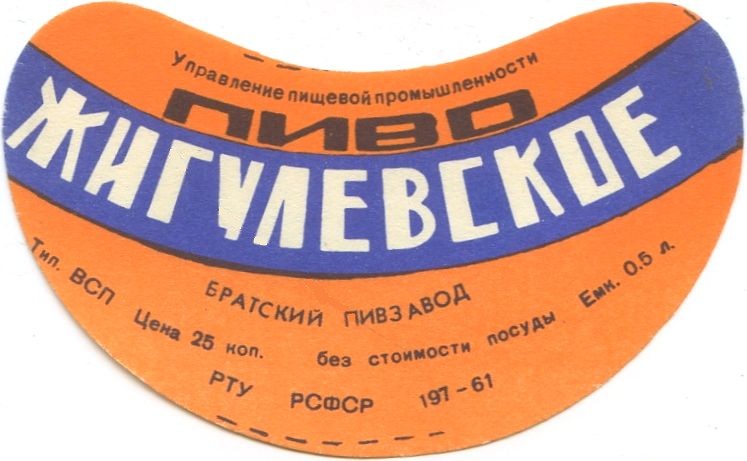 Управление пищевой промышленности
ПИВО
ЖИГУЛЕВСКОЕ
БРАТСКИЙ ПИВЗАВОД
Тип. ВСП Цена 25 коп. без стоимости посуды Емк. 0.5 л.
РТУ РСФСР 197-61